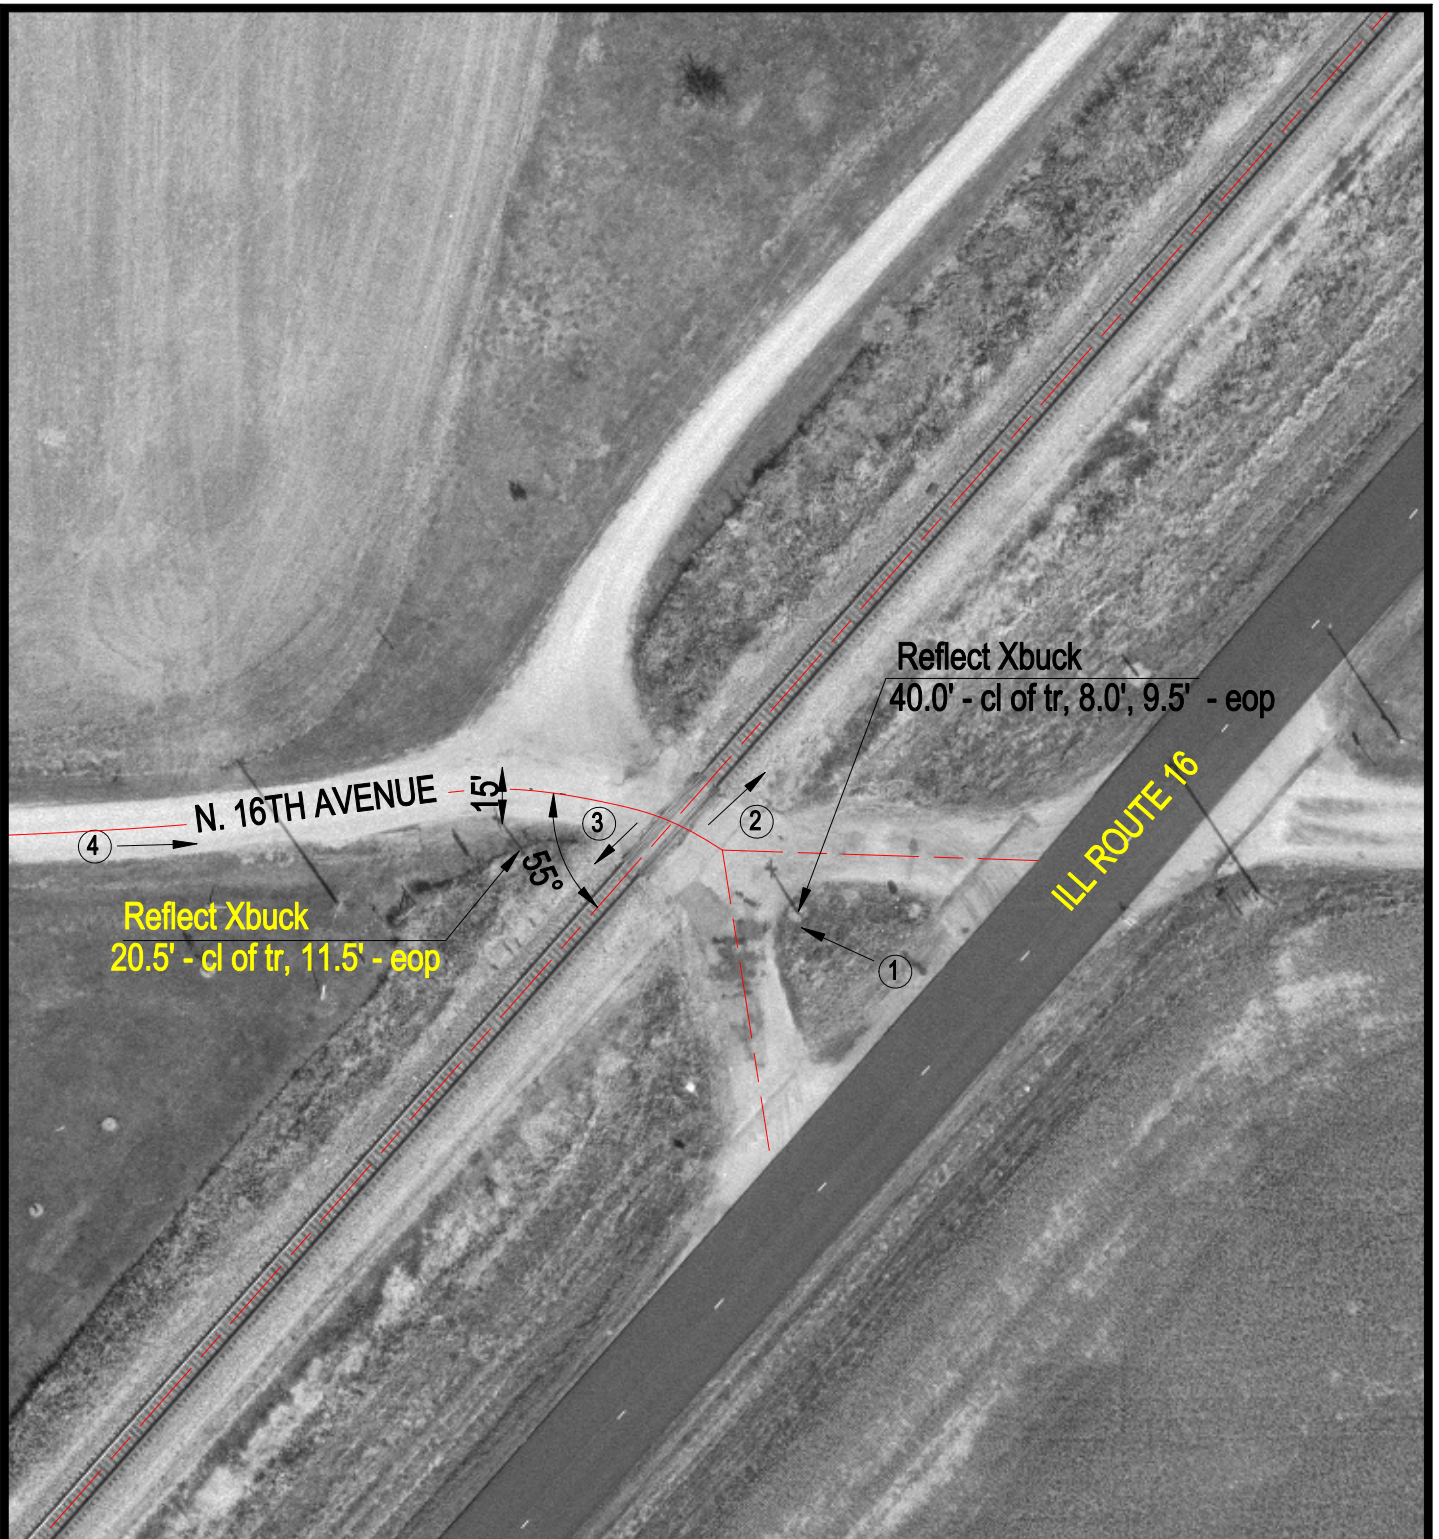 Reflect Xbuck
40.0' - cl of tr, 8.0', 9.5' - eop
ILL ROUTE 16
N. 16TH AVENUE
15'
3
2
4
55°
Reflect Xbuck
20.5' - cl of tr, 11.5' - eop
1